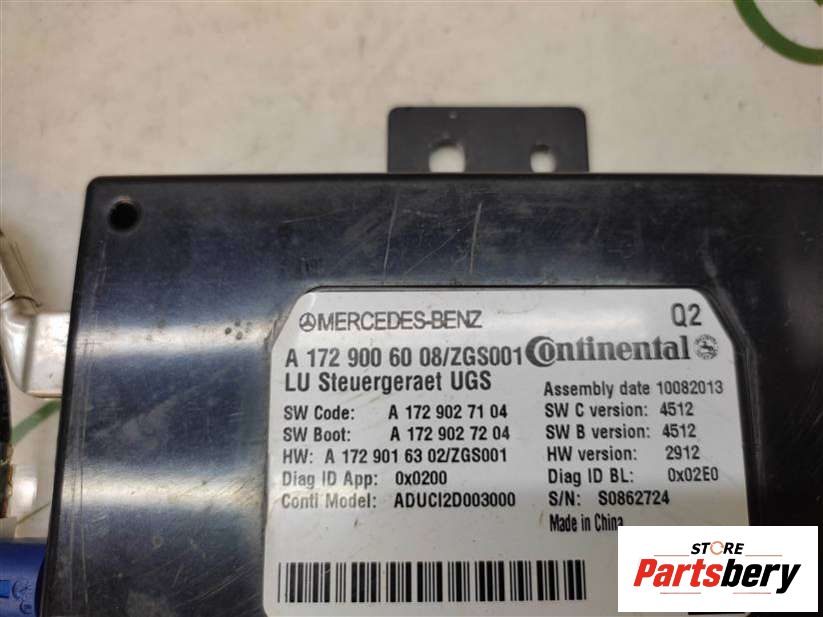 MERCEDES-BENZ Q2
A 172 900 60 08/ZGS001 Continental
LU Steuergeraet UGS
Assembly date 10082013
SW Code: A 172 902 71 04 SW C version: 4512
SW Boot: A 172 902 72 04 SW B version: 4512
HW: A 172 901 63 02/ZGS001 HW version: 2912
Diag ID App: 0x0200 Diag ID BL: 0x02E0
Conti Model: ADUCI2D003000 S/N: S0862724
Made in China
STORE
Partsbery